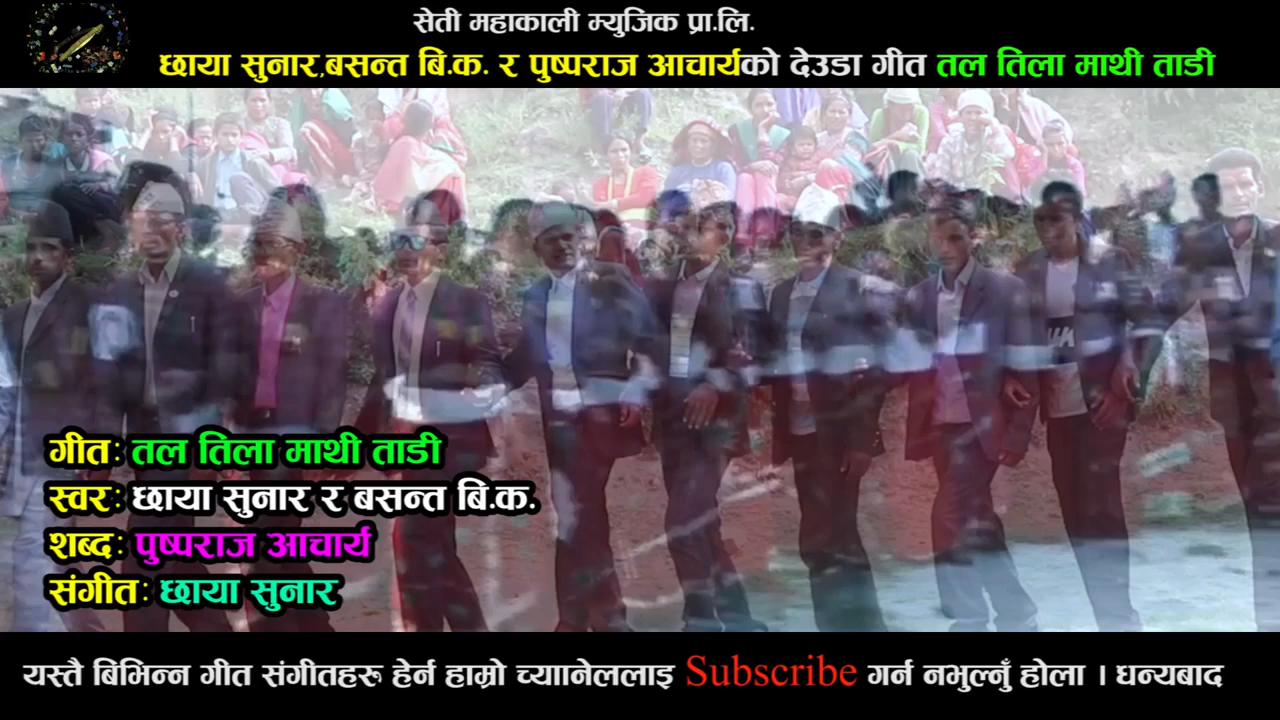 सेती महाकाली म्युजिक प्रा.लि.
छाया सुनार,बसन्त बि.क. र पुष्पराज आचार्यको देउडा गीत तल तिला माथी ताडी
गीतः तल तिला माथी ताडी
स्वरः छाया सुनार र बसन्त बि.क.
शब्दः पुष्पराज आचार्य
संगीतः छाया सुनार
यस्तै बिभिन्न गीत संगीतहरू हेर्न हाम्रो च्याानेललाइ Subscribe गर्न नभुल्नुँ होला । धन्यबाद